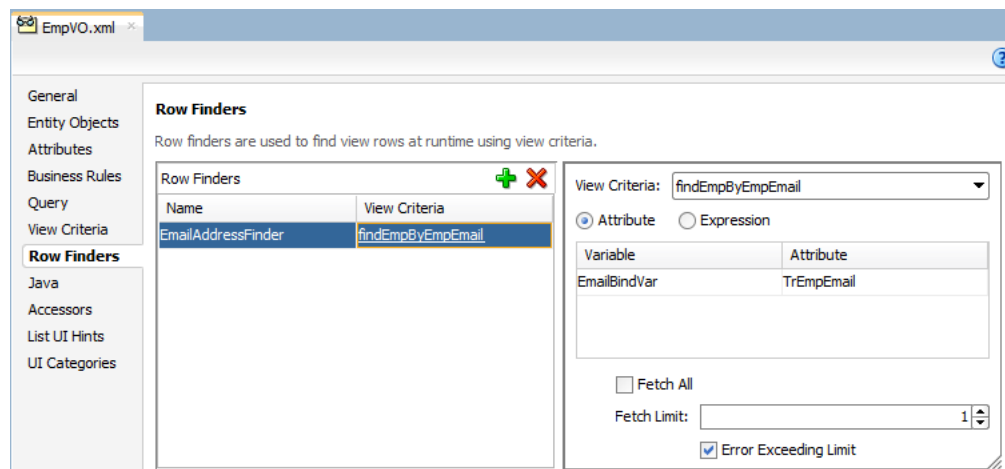 EmpVO.xml
General
Entity Objects
Attributes
Business Rules
Query
View Criteria
Row Finders
Java
Accessors
List UI Hints
UI Categories
Row Finders
Row finders are used to find view rows at runtime using view criteria.
Row Finders
Name View Criteria
EmailAddressFinder findEmpByEmpEmail
View Criteria: findEmpByEmpEmail
Attribute Expression
Variable Attribute
EmailBindVar TrEmpEmail
Fetch All
Fetch Limit: 1
Error Exceeding Limit